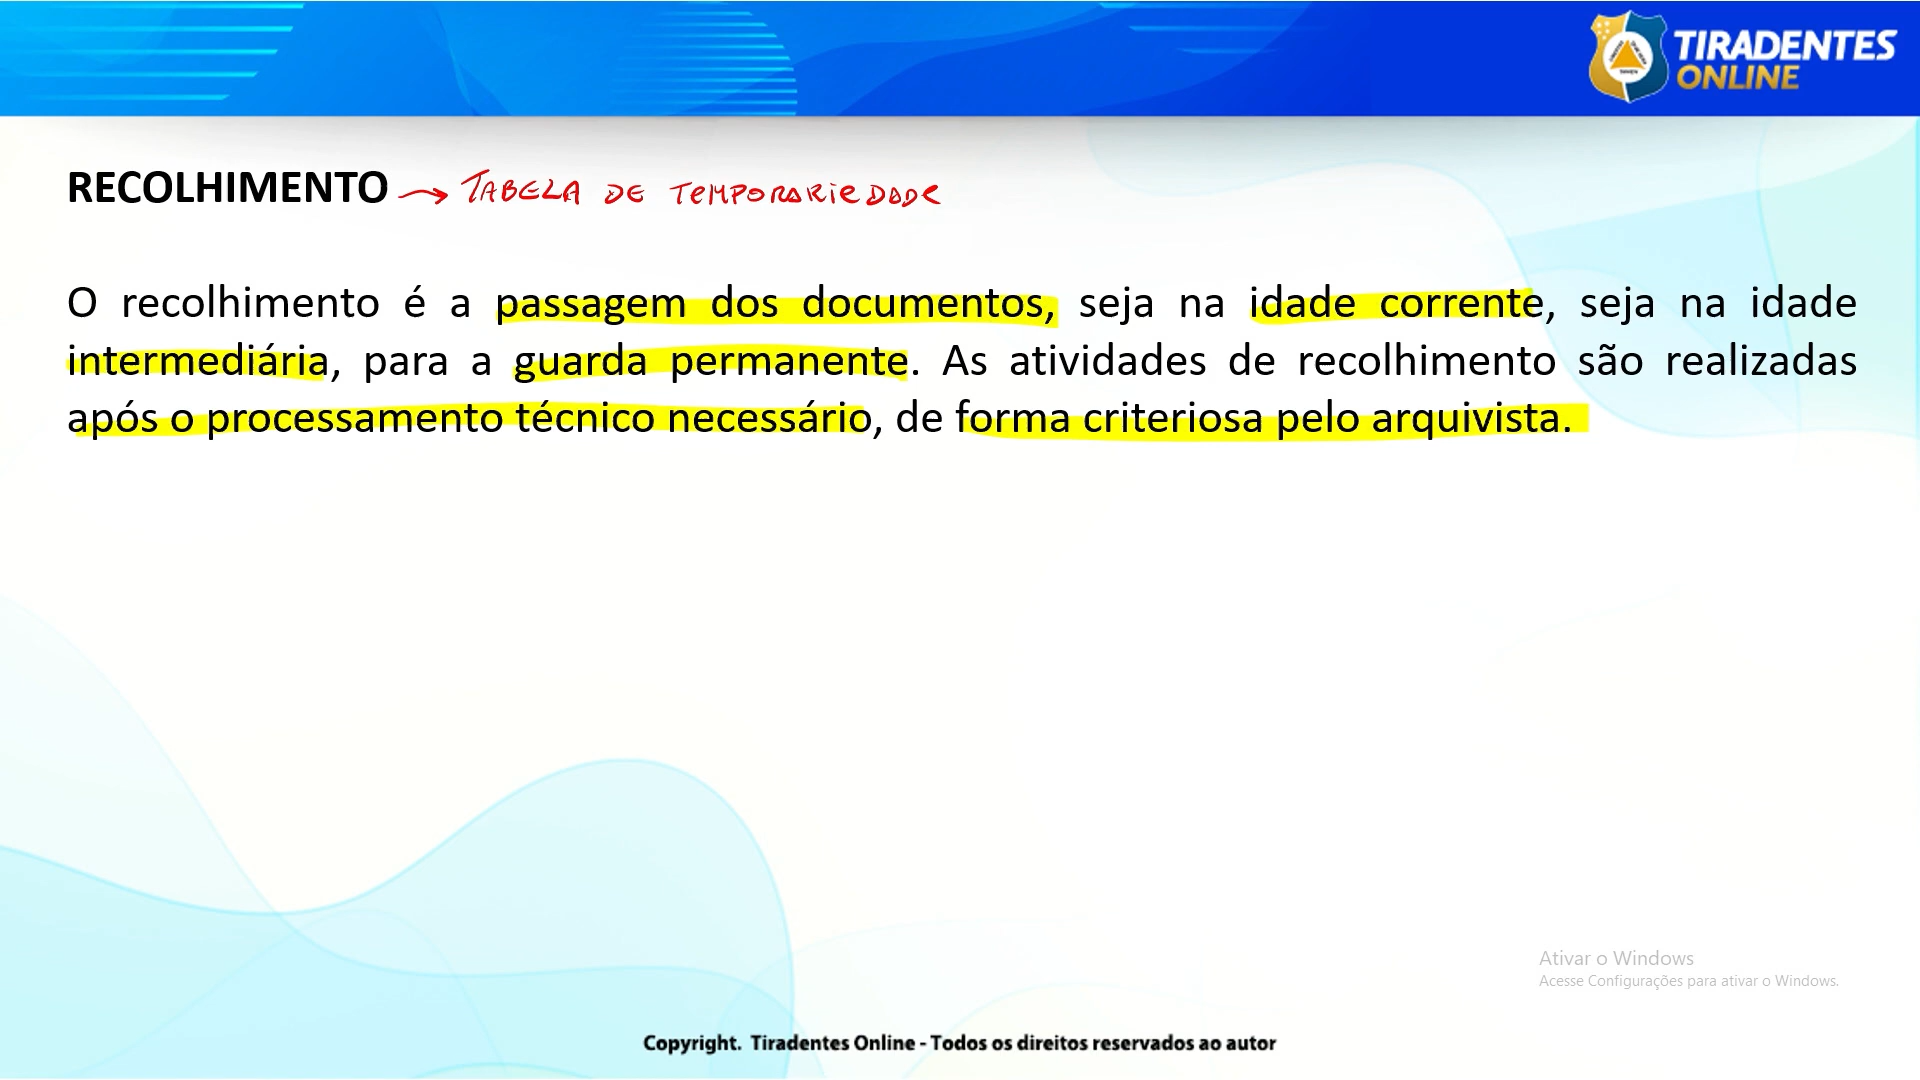 TIRADENTES
ONLINE
RECOLHIMENTO → TABELA DE TEMPORARIEDADE
O recolhimento é a passagem dos documentos, seja na idade corrente, seja na idade
intermediária, para a guarda permanente. As atividades de recolhimento são realizadas
após o processamento técnico necessário, de forma criteriosa pelo arquivista.
Ativar o Windows
Acesse Configurações para ativar o Windows.
Copyright. Tiradentes Online - Todos os direitos reservados ao autor